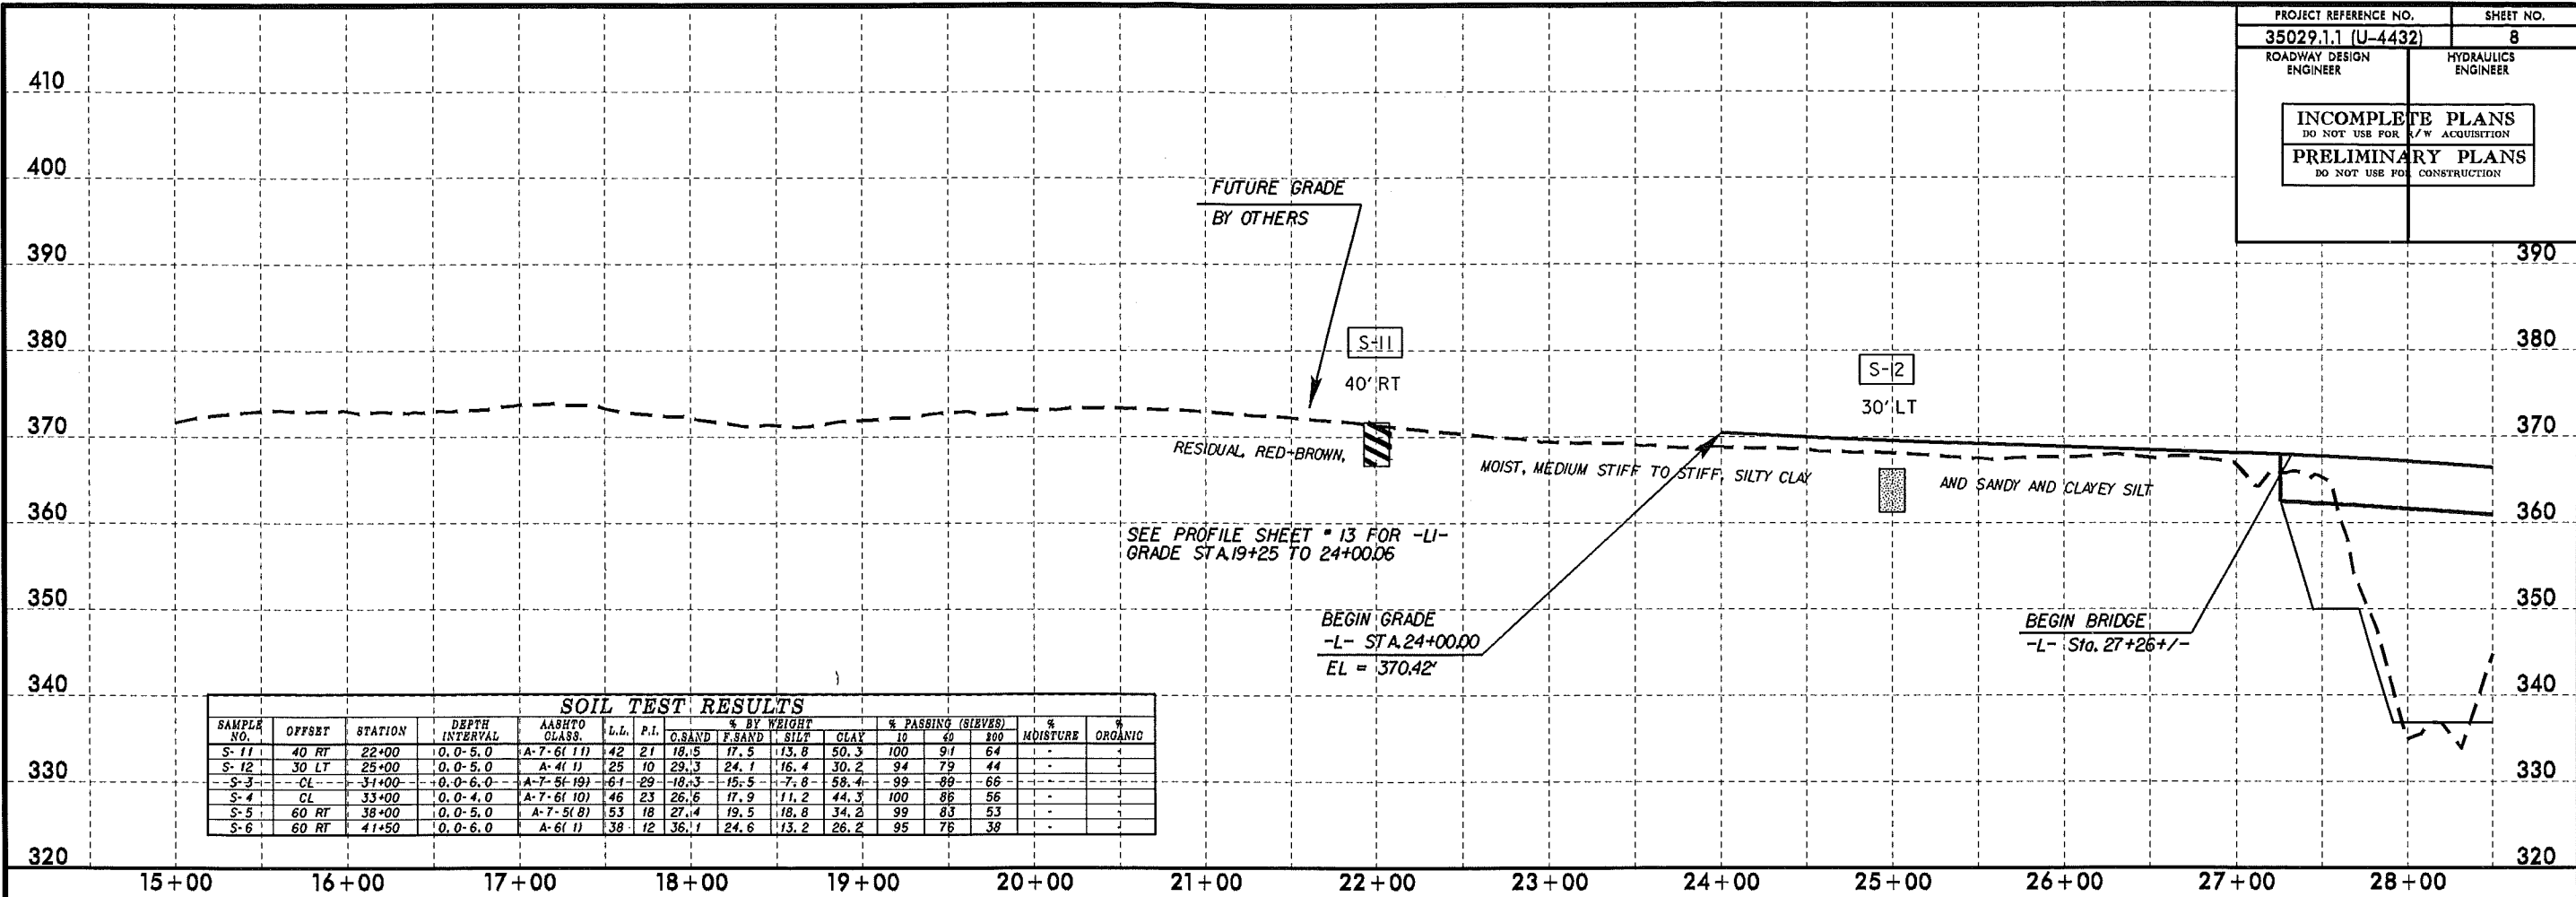 PROJECT REFERENCE NO. SHEET NO.
35029.1.1 (U-4432) 8
ROADWAY DESIGN ENGINEER
HYDRAULICS ENGINEER
INCOMPLETE PLANS
DO NOT USE FOR R/W ACQUISITION
PRELIMINARY PLANS
DO NOT USE FOR CONSTRUCTION
410
400
390 390
380 380
370 370
360 360
350 350
340 340
330 330
320 320
FUTURE GRADE
BY OTHERS
S-11
40' RT
S-12
30' LT
RESIDUAL, RED-BROWN, MOIST, MEDIUM STIFF TO STIFF, SILTY CLAY AND SANDY AND CLAYEY SILT
SEE PROFILE SHEET # 13 FOR -L1-
GRADE STA.19+25 TO 24+00.06
BEGIN GRADE
-L- STA.24+00.00
EL = 370.42'
BEGIN BRIDGE
-L- Sta. 27+26+/-
SOIL TEST RESULTS
SAMPLE NO. OFFSET STATION DEPTH INTERVAL AASHTO CLASS. L.L. P.I. % BY WEIGHT % PASSING (SIEVES) % MOISTURE % ORGANIC
C.SAND F.SAND SILT CLAY 10 40 200
S-11 40 RT 22+00 0.0-5.0 A-7-6(11) 42 21 18.5 17.5 13.8 50.3 100 91 64 - -
S-12 30 LT 25+00 0.0-5.0 A-4(1) 25 10 29.3 24.1 16.4 30.2 94 79 44 - -
S-3 CL 31+00 0.0-6.0 A-7-5(19) 61 29 18.3 15.5 7.8 58.4 99 89 66 - -
S-4 CL 33+00 0.0-4.0 A-7-6(10) 46 23 26.6 17.9 11.2 44.3 100 86 56 - -
S-5 60 RT 38+00 0.0-5.0 A-7-5(8) 53 18 27.4 19.5 18.8 34.2 99 83 53 - -
S-6 60 RT 41+50 0.0-6.0 A-6(1) 38 12 36.1 24.6 13.2 26.2 95 76 38 - -
15+00 16+00 17+00 18+00 19+00 20+00 21+00 22+00 23+00 24+00 25+00 26+00 27+00 28+00